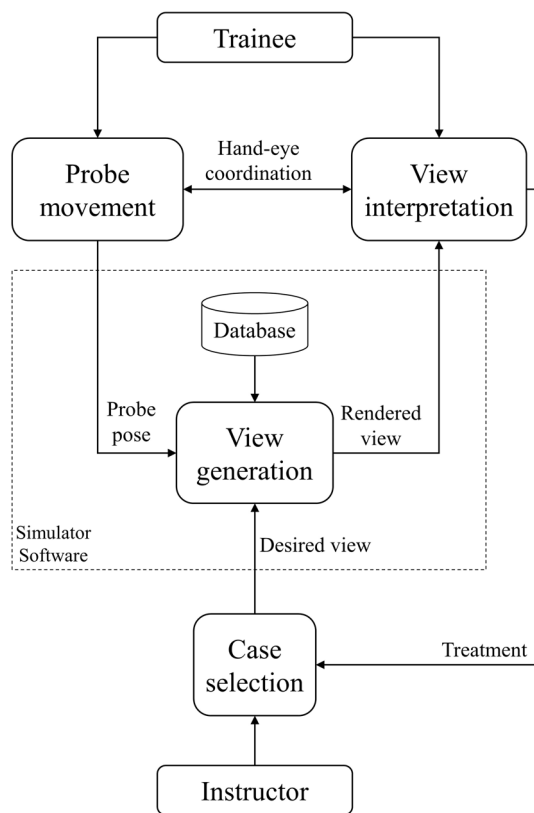 Trainee
Hand-eye
coordination
Probe
movement
View
interpretation
Database
Probe
pose
View
generation
Rendered
view
Simulator
Software
Desired view
Case
selection
Treatment
Instructor